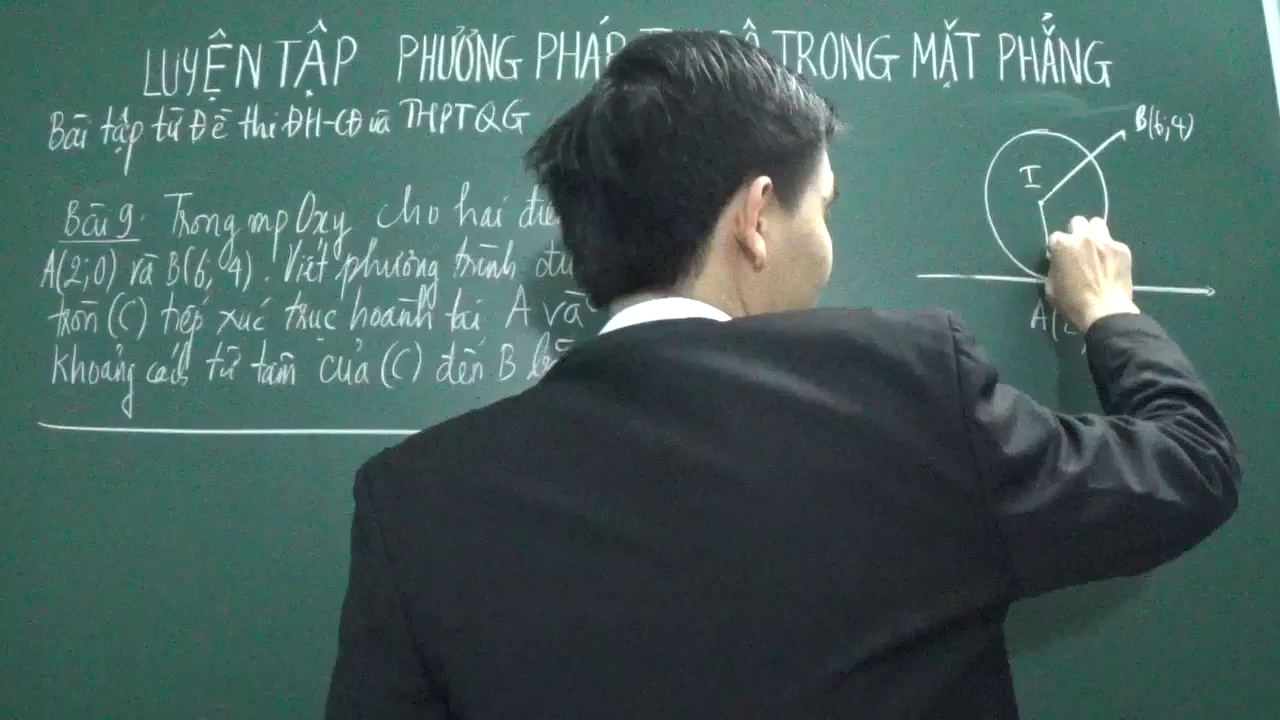 LUYỆN TẬP PHƯƠNG PHÁP TRONG MẶT PHẲNG
Bài tập từ Đề thi ĐH-CĐ và THPTQG
Bài 9. Trong mp Oxy cho hai
A(2;0) và B(6;4). Viết phương trình
tròn (C) tiếp xúc trục hoành tại A và
khoảng cách từ tâm của (C) đến B
B(6;4)
I